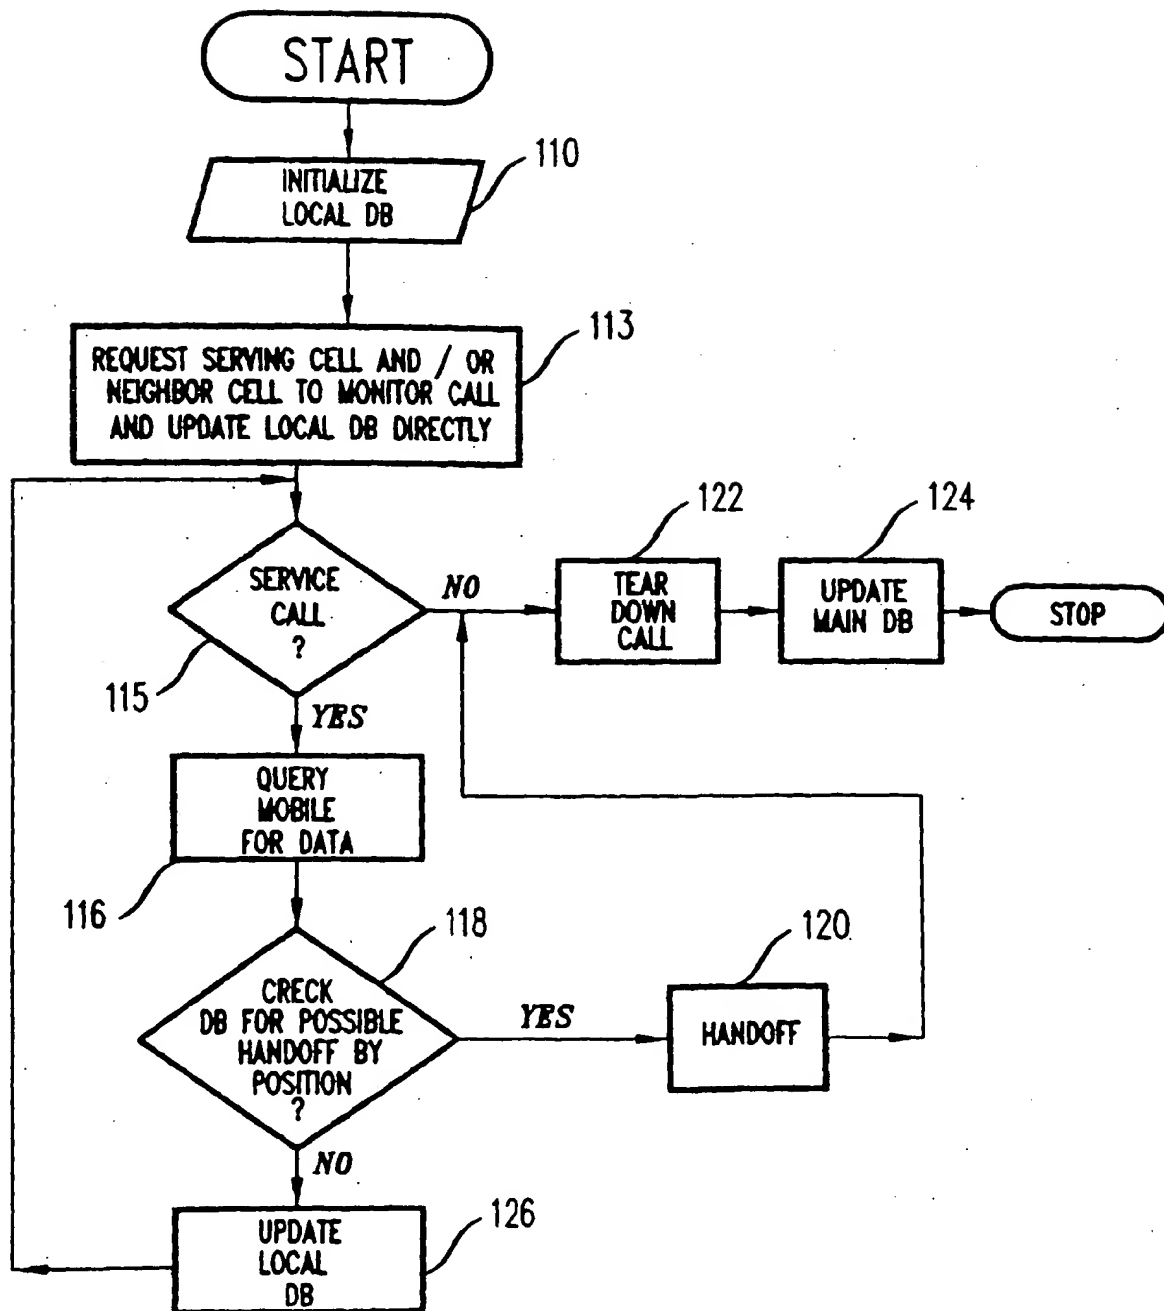 START
110
INITIALIZE
LOCAL DB
113
REQUEST SERVING CELL AND / OR
NEIGHBOR CELL TO MONITOR CALL
AND UPDATE LOCAL DB DIRECTLY
SERVICE
CALL
?
115
NO
122
TEAR
DOWN
CALL
124
UPDATE
MAIN DB
STOP
YES
QUERY
MOBILE
FOR DATA
116
118
CRECK
DB FOR POSSIBLE
HANDOFF BY
POSITION
?
YES
120
HANDOFF
NO
UPDATE
LOCAL
DB
126